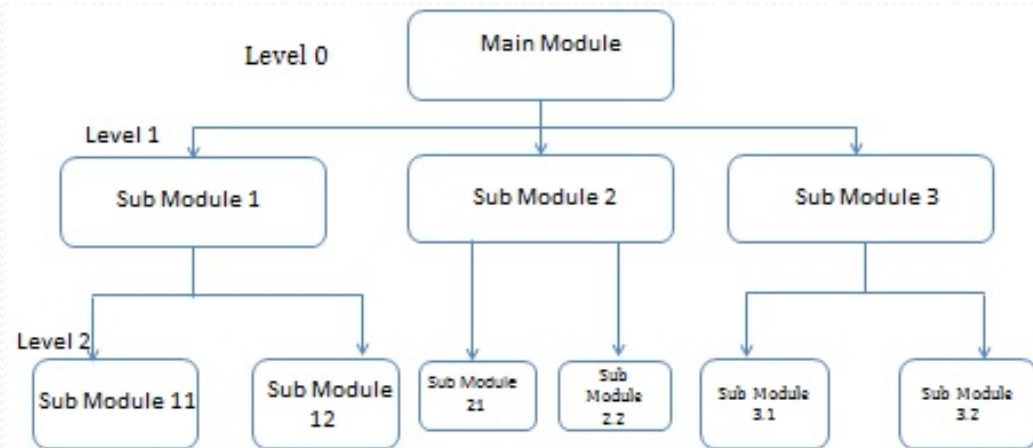 Level 0
Main Module
Level 1
Sub Module 1
Sub Module 2
Sub Module 3
Level 2
Sub Module 11
Sub Module
12
Sub Module
21
Sub
Module
2.2
Sub Module
3.1
Sub Module
3.2